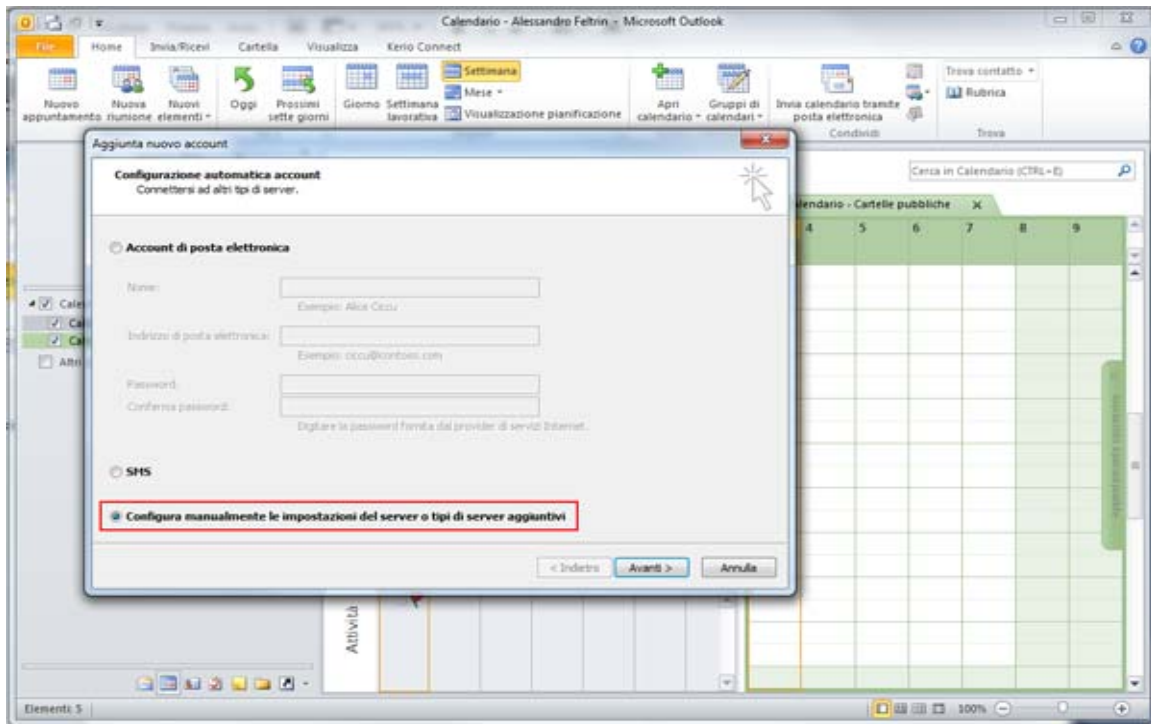 Calendario - Alessandro Feltrin - Microsoft Outlook
File Home Invia/Ricevi Cartella Visualizza Kerio Connect
Nuovo appuntamento
Nuova riunione
Nuovi elementi
Oggi
Prossimi sette giorni
Giorno
Settimana lavorativa
Settimana
Mese
Visualizzazione pianificazione
Apri calendario
Gruppi di calendari
Invia calendario tramite posta elettronica
Trova contatto
Rubrica
Condividi
Trova
Aggiunta nuovo account
Configurazione automatica account
Connettersi ad altri tipi di server.
Cerca in Calendario (CTRL+E)
Calendario - Cartelle pubbliche
4 5 6 7 8 9
Account di posta elettronica
Nome:
Esempio: Alice Ciccu
Indirizzo di posta elettronica:
Esempio: ciccu@contoso.com
Password:
Conferma password:
Digitare la password fornita dal provider di servizi Internet.
SMS
Configura manualmente le impostazioni del server o tipi di server aggiuntivi
< Indietro Avanti > Annulla
Cale
Ca
Ca
Altri
Attività
Elementi: 5
100%